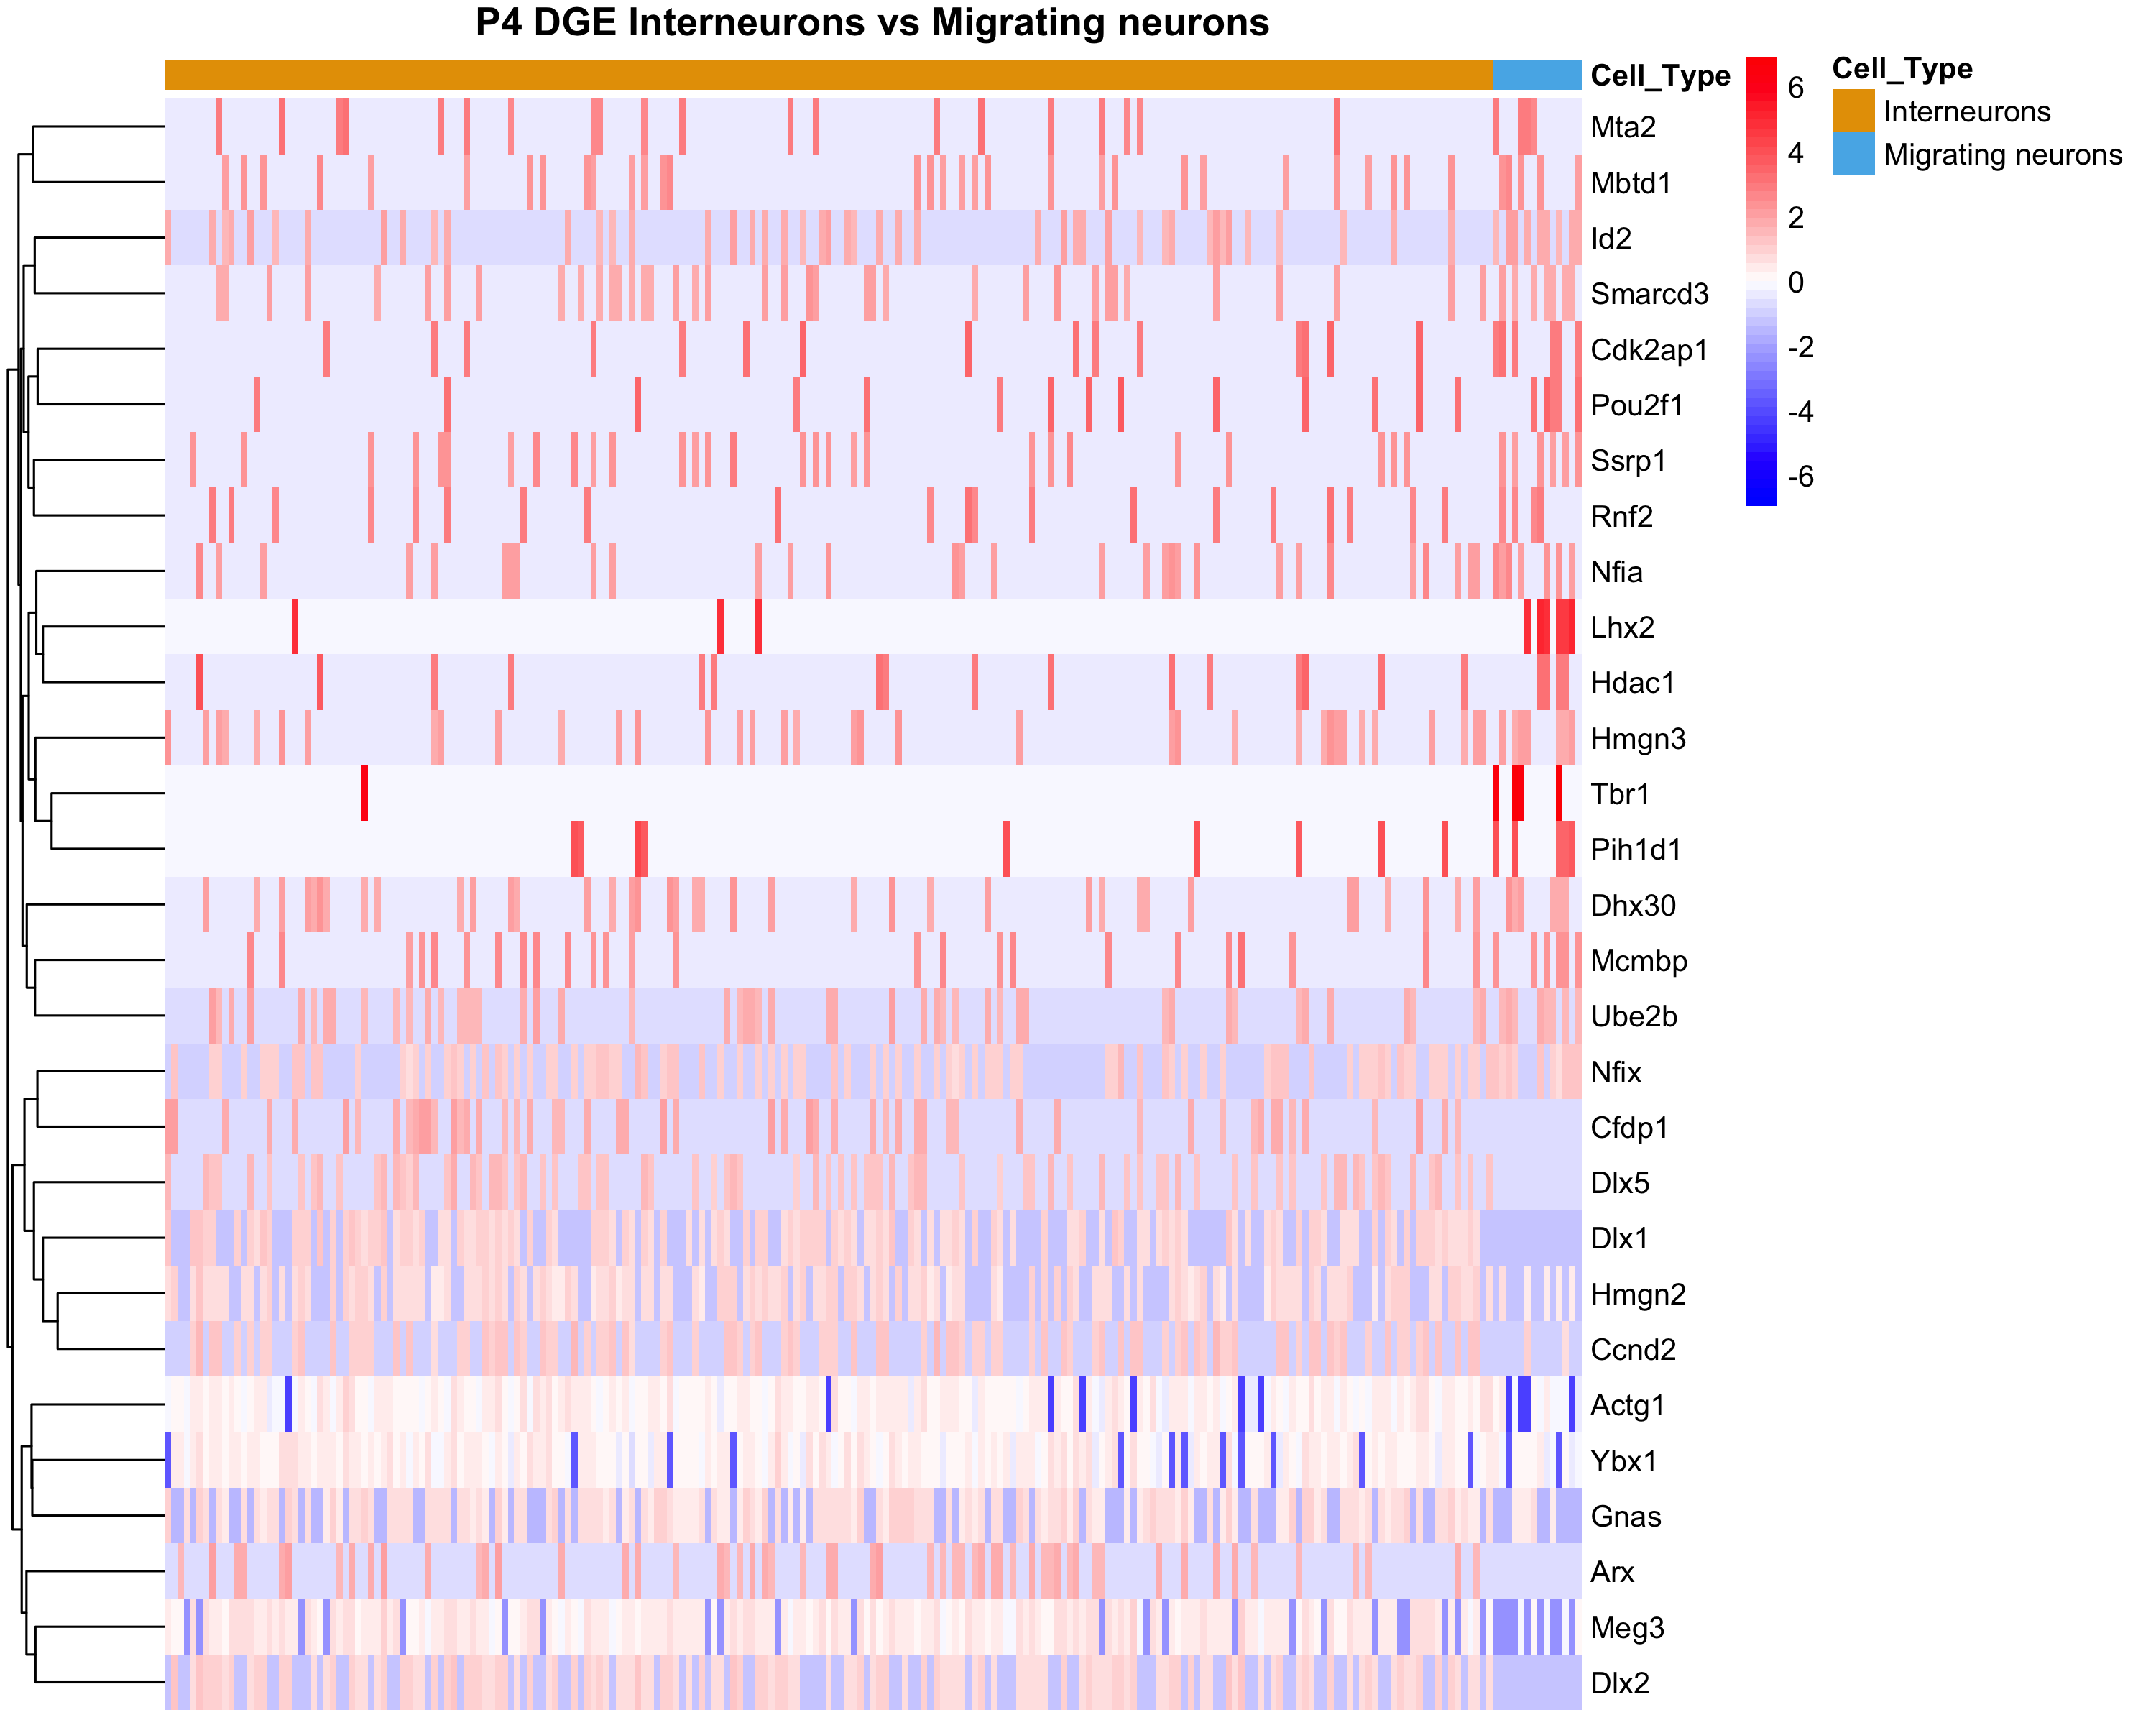 P4 DGE Interneurons vs Migrating neurons
Cell_Type
Mta2
Mbtd1
Id2
Smarcd3
Cdk2ap1
Pou2f1
Ssrp1
Rnf2
Nfia
Lhx2
Hdac1
Hmgn3
Tbr1
Pih1d1
Dhx30
Mcmbp
Ube2b
Nfix
Cfdp1
Dlx5
Dlx1
Hmgn2
Ccnd2
Actg1
Ybx1
Gnas
Arx
Meg3
Dlx2
6
4
2
0
-2
-4
-6
Cell_Type
Interneurons
Migrating neurons